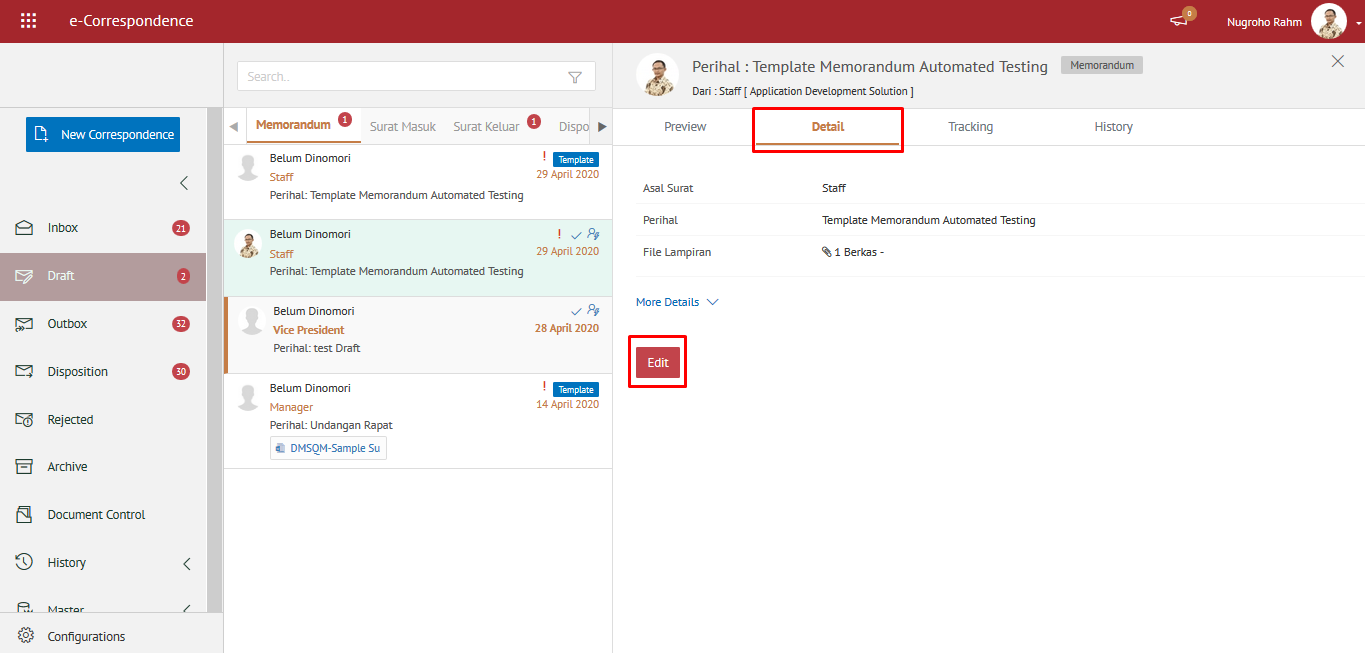 e-Correspondence
0
Nugroho Rahm
New Correspondence
Inbox 21
Draft 2
Outbox 32
Disposition 30
Rejected
Archive
Document Control
History
Master
Configurations
Search..
Memorandum 1 Surat Masuk Surat Keluar 1 Dispo
Belum Dinomori ! Template
Staff 29 April 2020
Perihal: Template Memorandum Automated Testing
Belum Dinomori !
Staff 29 April 2020
Perihal: Template Memorandum Automated Testing
Belum Dinomori
Vice President 28 April 2020
Perihal: test Draft
Belum Dinomori ! Template
Manager 14 April 2020
Perihal: Undangan Rapat
DMSQM-Sample Su
Perihal : Template Memorandum Automated Testing Memorandum
Dari : Staff [ Application Development Solution ]
Preview Detail Tracking History
Asal Surat Staff
Perihal Template Memorandum Automated Testing
File Lampiran 1 Berkas -
More Details
Edit